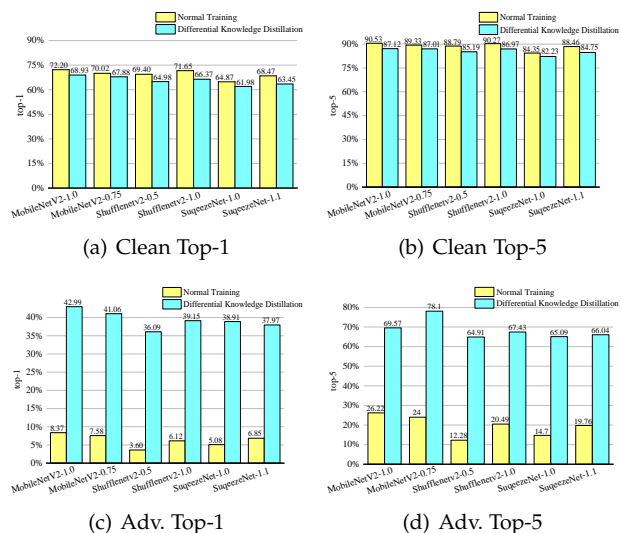 Normal Training
Differential Knowledge Distillation
90%
75%
60%
45%
30%
15%
0%
top-1
72.20
68.93
70.02
67.88
69.40
64.98
71.65
66.37
64.87
61.98
68.47
63.45
MobileNetV2-1.0
MobileNetV2-0.75
Shufflenetv2-0.5
Shufflenetv2-1.0
SuqeezeNet-1.0
SuqeezeNet-1.1
(a) Clean Top-1
Normal Training
Differential Knowledge Distillation
90%
75%
60%
45%
30%
15%
0%
top-5
90.53
87.12
89.33
87.01
88.79
85.19
90.27
86.97
84.35
82.23
88.46
84.75
MobileNetV2-1.0
MobileNetV2-0.75
Shufflenetv2-0.5
Shufflenetv2-1.0
SuqeezeNet-1.0
SuqeezeNet-1.1
(b) Clean Top-5
Normal Training
Differential Knowledge Distillation
40%
35%
30%
25%
20%
15%
10%
5%
0%
top-1
8.37
42.99
7.58
41.06
3.60
36.09
6.12
39.15
5.08
38.91
6.85
37.97
MobileNetV2-1.0
MobileNetV2-0.75
Shufflenetv2-0.5
Shufflenetv2-1.0
SuqeezeNet-1.0
SuqeezeNet-1.1
(c) Adv. Top-1
Normal Training
Differential Knowledge Distillation
80%
70%
60%
50%
40%
30%
20%
10%
0%
top-5
26.22
69.57
24
78.1
12.28
64.91
20.49
67.43
14.7
65.09
19.76
66.04
MobileNetV2-1.0
MobileNetV2-0.75
Shufflenetv2-0.5
Shufflenetv2-1.0
SuqeezeNet-1.0
SuqeezeNet-1.1
(d) Adv. Top-5